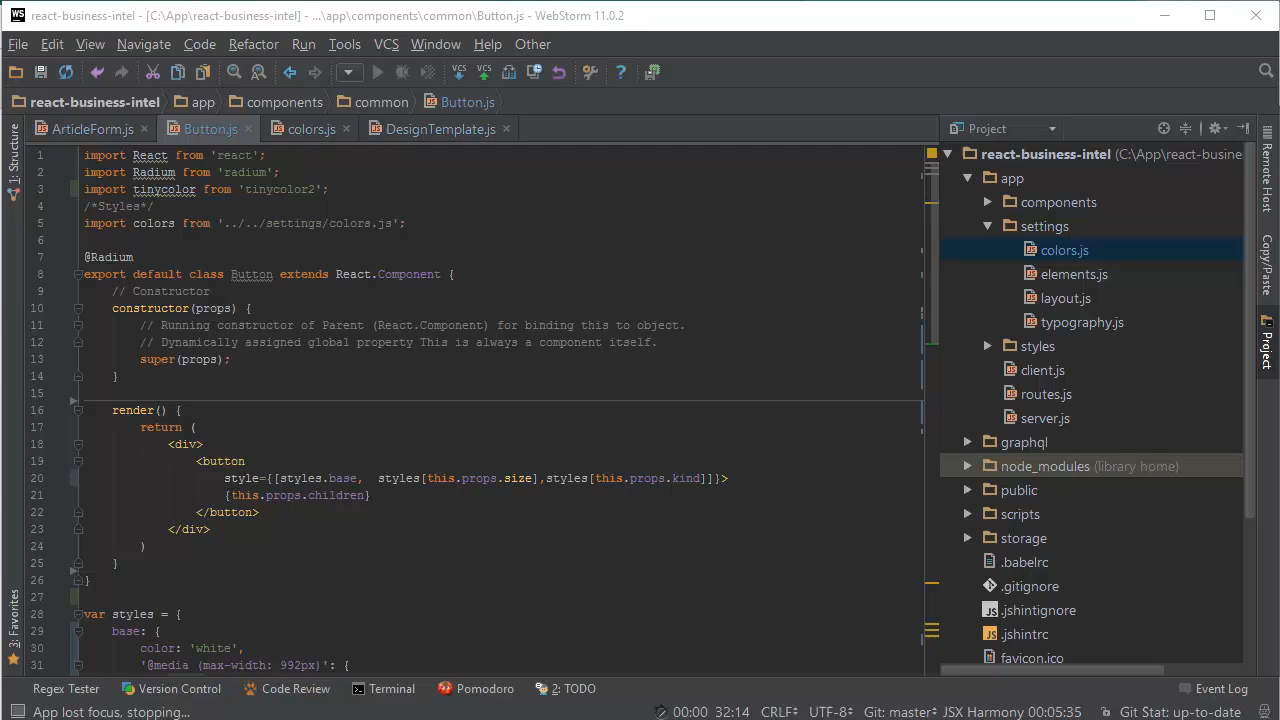 WS react-business-intel - [C:\App\react-business-intel] - ...\app\components\common\Button.js - WebStorm 11.0.2
File Edit View Navigate Code Refactor Run Tools VCS Window Help Other
VCS VCS ?
react-business-intel app components common Button.js
ArticleForm.js Button.js colors.js DesignTemplate.js
1 import React from 'react';
2 import Radium from 'radium';
3 import tinycolor from 'tinycolor2';
4 /*Styles*/
5 import colors from '../../settings/colors.js';
6
7 @Radium
8 export default class Button extends React.Component {
9 // Constructor
10 constructor(props) {
11 // Running constructor of Parent (React.Component) for binding this to object.
12 // Dynamically assigned global property This is always a component itself.
13 super(props);
14 }
15
16 render() {
17 return (
18 <div>
19 <button
20 style={[styles.base,  styles[this.props.size],styles[this.props.kind]]}>
21 {this.props.children}
22 </button>
23 </div>
24 )
25 }
26 }
27
28 var styles = {
29 base: {
30 color: 'white',
31 '@media (max-width: 992px)': {
1: Structure
3: Favorites
Project
react-business-intel (C:\App\react-busine
app
components
settings
colors.js
elements.js
layout.js
typography.js
styles
client.js
routes.js
server.js
graphql
node_modules (library home)
public
scripts
storage
.babelrc
.gitignore
.jshintignore
.jshintrc
favicon.ico
Remote Host
Copy/Paste
Project
Regex Tester Version Control Code Review Terminal Pomodoro 2: TODO Event Log
App lost focus, stopping... 00:00 32:14 CRLF UTF-8 Git: master JSX Harmony 00:05:35 Git Stat: up-to-date